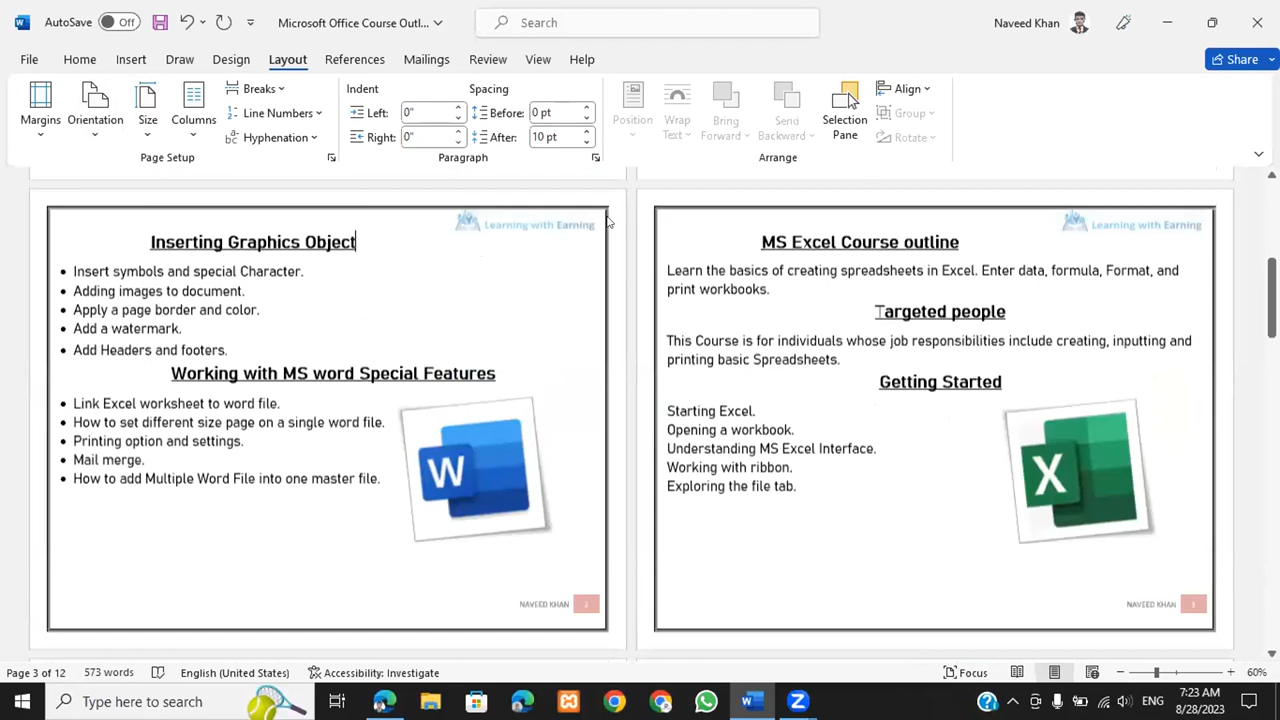 AutoSave Off Microsoft Office Course Outl... Search Naveed Khan
File Home Insert Draw Design Layout References Mailings Review View Help Share
Margins Orientation Size Columns
Breaks
Line Numbers
Hyphenation
Page Setup
Indent Spacing
Left: 0" Before: 0 pt
Right: 0" After: 10 pt
Paragraph
Position Wrap Text Bring Forward Send Backward Selection Pane
Align
Group
Rotate
Arrange
Learning with Earning
Inserting Graphics Object
• Insert symbols and special Character.
• Adding images to document.
• Apply a page border and color.
• Add a watermark.
• Add Headers and footers.
Working with MS word Special Features
• Link Excel worksheet to word file.
• How to set different size page on a single word file.
• Printing option and settings.
• Mail merge.
• How to add Multiple Word File into one master file.
W
NAVEED KHAN 2
Learning with Earning
MS Excel Course outline
Learn the basics of creating spreadsheets in Excel. Enter data, formula, Format, and
print workbooks.
Targeted people
This Course is for individuals whose job responsibilities include creating, inputting and
printing basic Spreadsheets.
Getting Started
Starting Excel.
Opening a workbook.
Understanding MS Excel Interface.
Working with ribbon.
Exploring the file tab.
X
NAVEED KHAN 3
Page 3 of 12 573 words English (United States) Accessibility: Investigate Focus 60%
Type here to search ENG 7:23 AM
8/28/2023